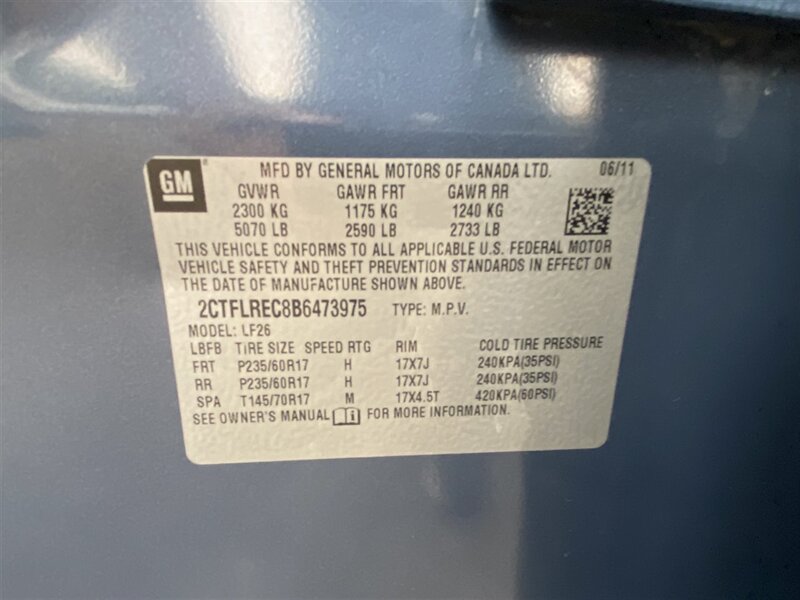 GM MFD BY GENERAL MOTORS OF CANADA LTD. 06/11
GVWR GAWR FRT GAWR RR
2300 KG 1175 KG 1240 KG
5070 LB 2590 LB 2733 LB
THIS VEHICLE CONFORMS TO ALL APPLICABLE U.S. FEDERAL MOTOR
VEHICLE SAFETY AND THEFT PREVENTION STANDARDS IN EFFECT ON
THE DATE OF MANUFACTURE SHOWN ABOVE.
2CTFLREC8B6473975 TYPE: M.P.V.
MODEL: LF26
LBFB TIRE SIZE SPEED RTG RIM COLD TIRE PRESSURE
FRT P235/60R17 H 17X7J 240KPA(35PSI)
RR P235/60R17 H 17X7J 240KPA(35PSI)
SPA T145/70R17 M 17X4.5T 420KPA(60PSI)
SEE OWNER'S MANUAL i FOR MORE INFORMATION.